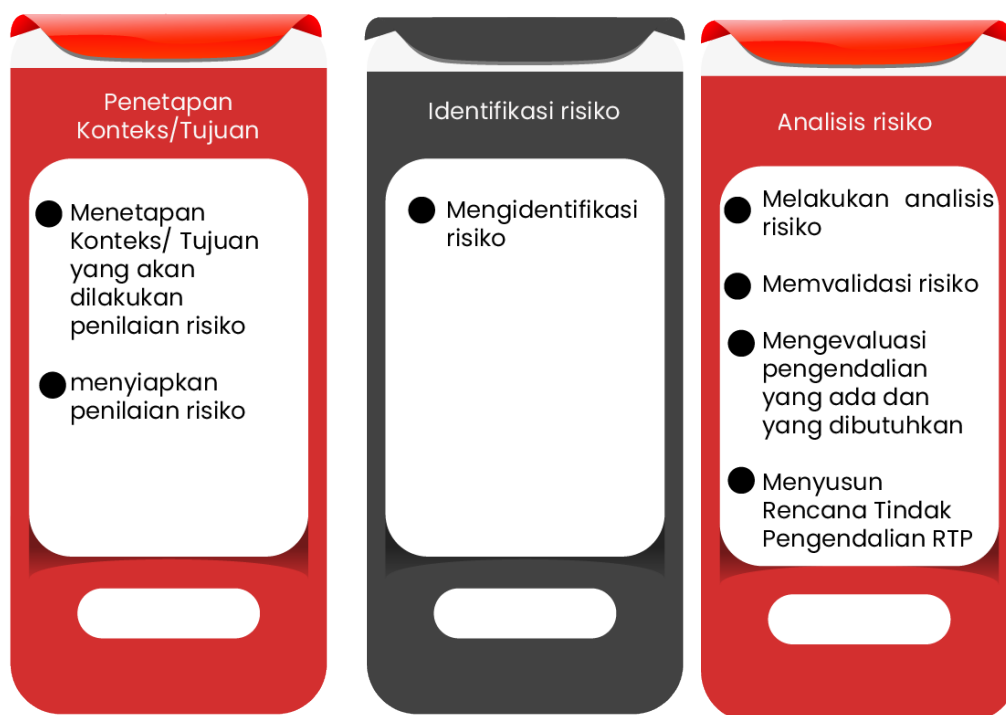 Penetapan
Konteks/Tujuan
Menetapan
Konteks/ Tujuan
yang akan
dilakukan
penilaian risiko
menyiapkan
penilaian risiko
Identifikasi risiko
Mengidentifikasi
risiko
Analisis risiko
Melakukan analisis
risiko
Memvalidasi risiko
Mengevaluasi
pengendalian
yang ada dan
yang dibutuhkan
Menyusun
Rencana Tindak
Pengendalian RTP